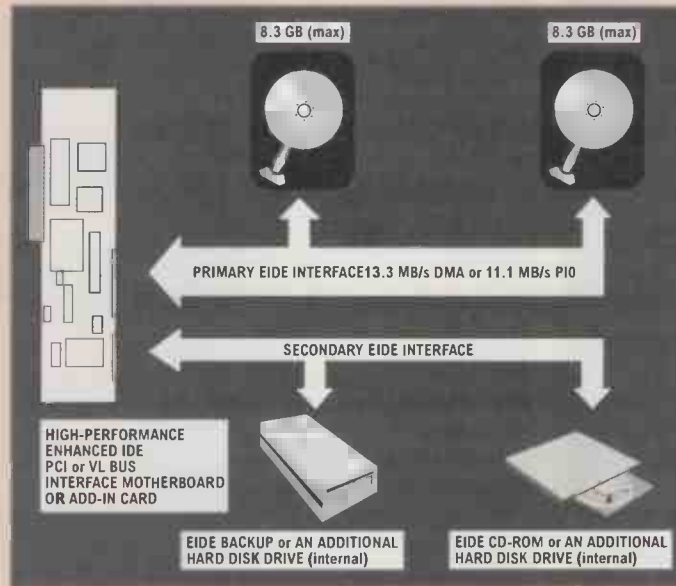 8.3 GB (max)
8.3 GB (max)
PRIMARY EIDE INTERFACE13.3 MB/s DMA or 11.1 MB/s PI0
SECONDARY EIDE INTERFACE
HIGH-PERFORMANCE
ENHANCED IDE
PCI or VL BUS
INTERFACE MOTHERBOARD
OR ADD-IN CARD
EIDE BACKUP or AN ADDITIONAL
HARD DISK DRIVE (internal)
EIDE CD-ROM or AN ADDITIONAL
HARD DISK DRIVE (internal)